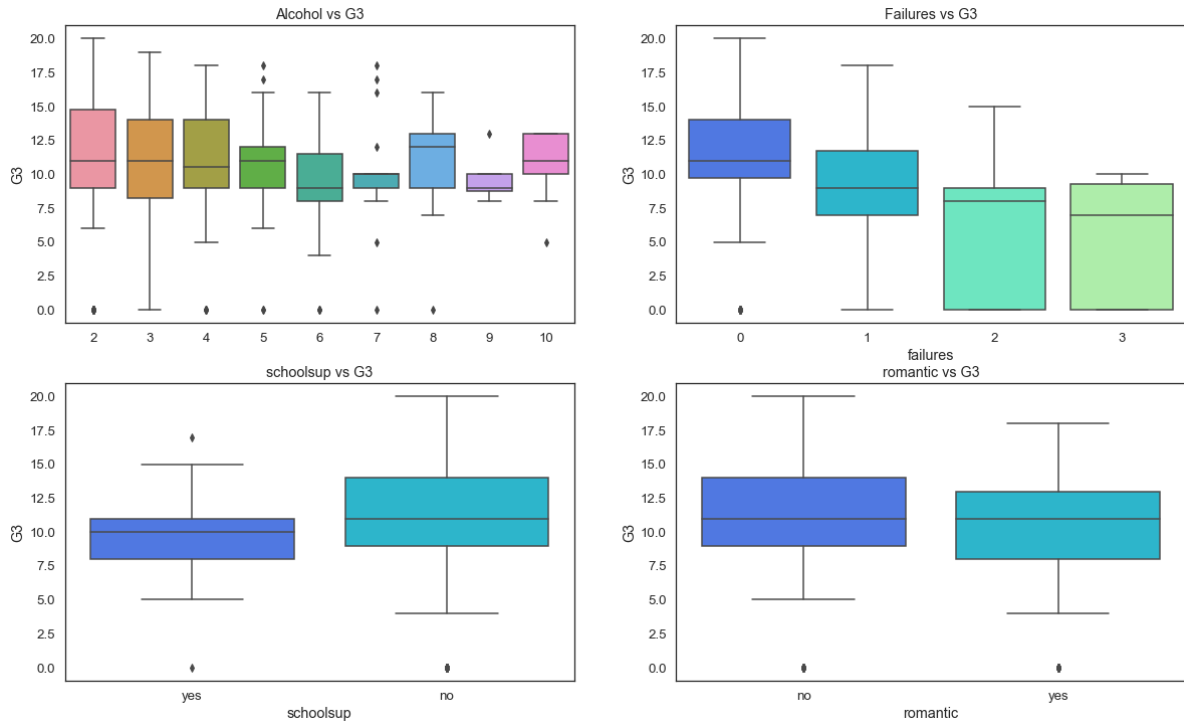 Alcohol vs G3
20.0
17.5
15.0
12.5
10.0
7.5
5.0
2.5
0.0
G3
2 3 4 5 6 7 8 9 10
Failures vs G3
20.0
17.5
15.0
12.5
10.0
7.5
5.0
2.5
0.0
G3
0 1 2 3
failures
schoolsup vs G3
20.0
17.5
15.0
12.5
10.0
7.5
5.0
2.5
0.0
G3
yes no
schoolsup
romantic vs G3
20.0
17.5
15.0
12.5
10.0
7.5
5.0
2.5
0.0
G3
no yes
romantic